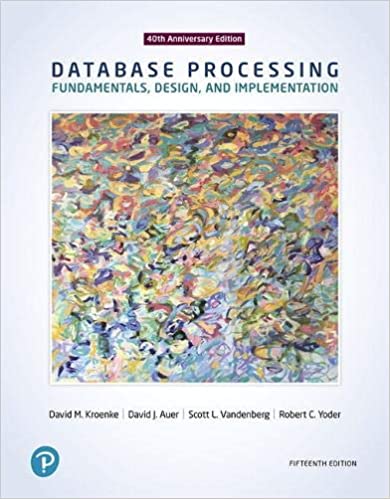 40th Anniversary Edition
DATABASE PROCESSING
FUNDAMENTALS, DESIGN, AND IMPLEMENTATION
David M. Kroenke | David J. Auer | Scott L. Vandenberg | Robert C. Yoder
P
FIFTEENTH EDITION